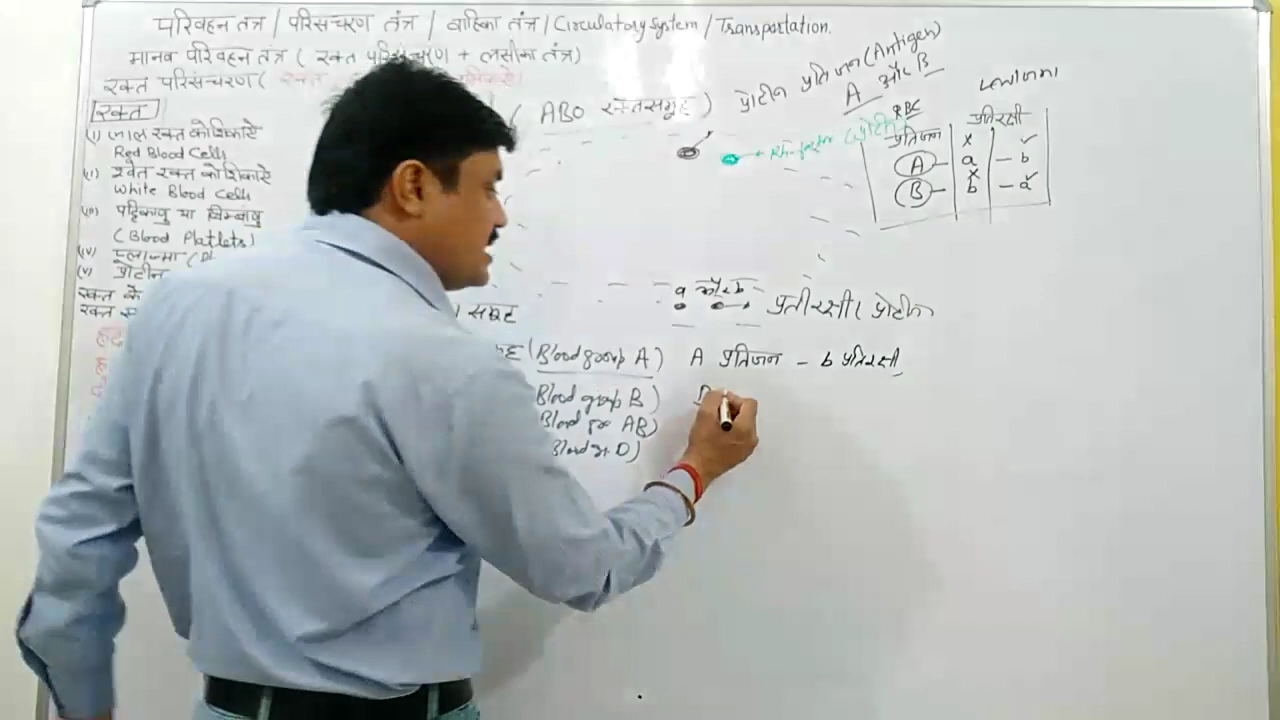 परिवहन तंत्र / परिसंचरण तंत्र / वाहिका तंत्र / Circulatory System / Transportation.
मानव परिवहन तंत्र ( रक्त परिसंचरण + लसीका तंत्र)
रक्त परिसंचरण ( रक्त
रक्त
( ABO रक्तसमूह )
प्रोटीन प्रतिजन (Antigen)
A और B
(i) लाल रक्त कोशिकाऐ
Red Blood Cells
(ii) श्वेत रक्त कोशिकाऐ
White Blood Cells
(iii) पट्टिकाणु या बिम्बाणु
(Blood Platlets)
(iv) प्लाज्मा
(v) प्रोटीन
रक्त के
समूह
Rh-factor
प्लाज्मा
RBC
प्रतिजन प्रतिरक्षी
A a - b
B b - a
a और b
प्रतीरक्षी प्रोटीन
(Blood group A) A प्रतिजन - b प्रतिरक्षी
Blood group B)
Blood AB)
Blood gr. O)